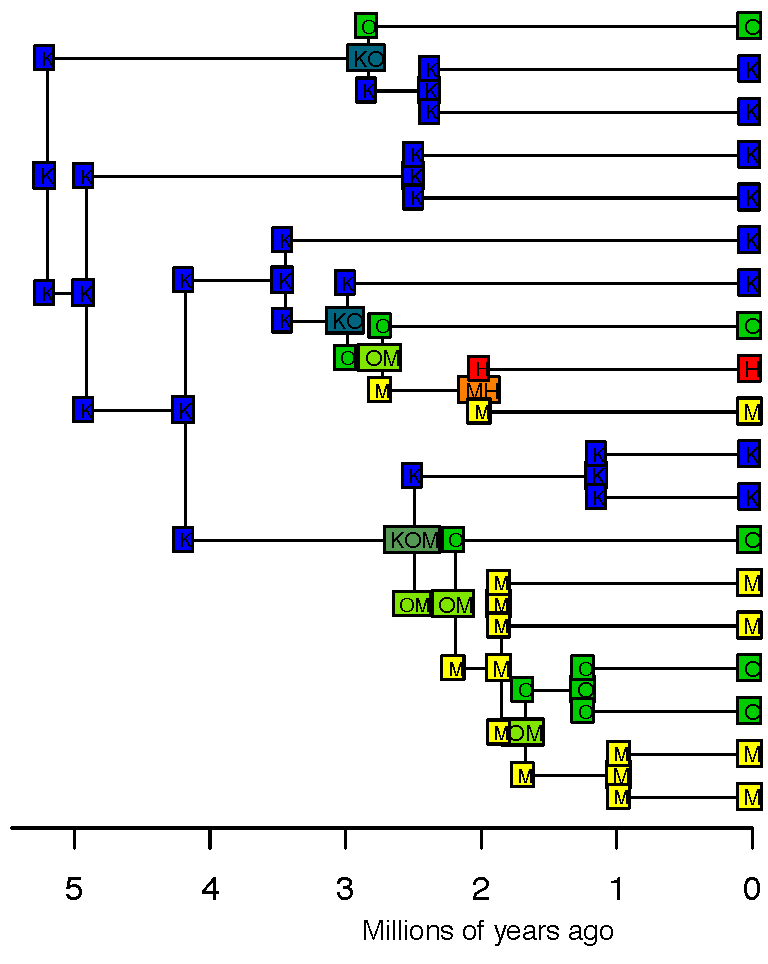 O O
K KO
K K
K K
K K
K K
K K K
K K
K K
K K K K
K K
K KO O O
O OM
H H
M MH
K K M M
K K
K K
K K
K KOM O O
M M
OM OM M
M M
M M O O
O O
O O
M OM
M M
M M
M M
5 4 3 2 1 0
Millions of years ago